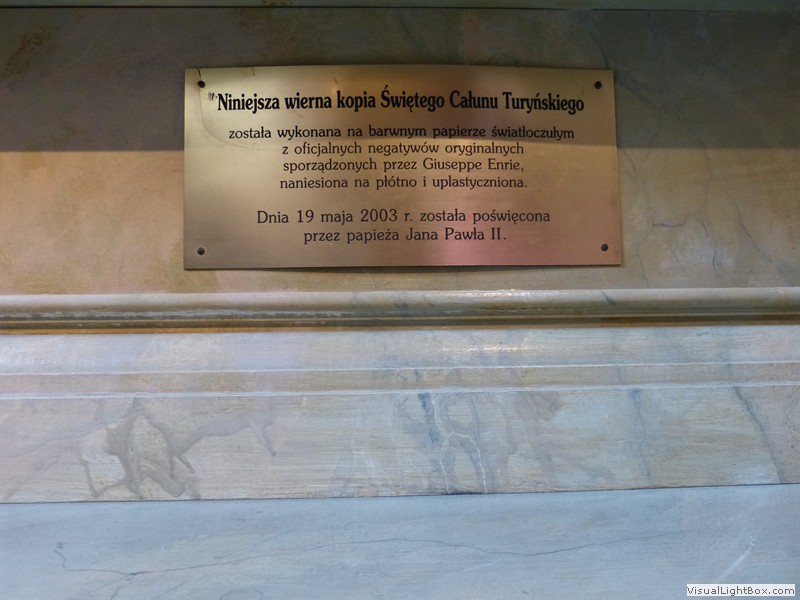 Niniejsza wierna kopia Świętego Całunu Turyńskiego
została wykonana na barwnym papierze światłoczułym
z oficjalnych negatywów oryginalnych
sporządzonych przez Giuseppe Enrie,
naniesiona na płótno i uplastyczniona.
Dnia 19 maja 2003 r. została poświęcona
przez papieża Jana Pawła II.
VisualLightBox.com